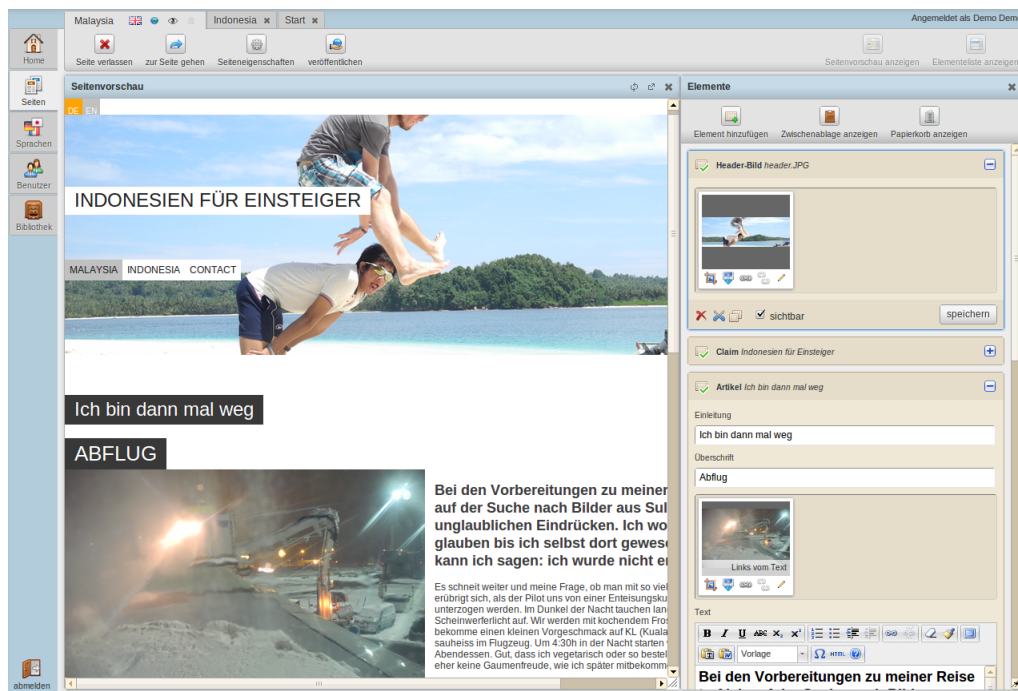 Malaysia
Indonesia
Start
Angemeldet als Demo Dem
Home
Seiten
Sprachen
Benutzer
Bibliothek
abmelden
Seite verlassen
zur Seite gehen
Seiteneigenschaften
veröffentlichen
Seitenvorschau anzeigen
Elementeliste anzeigen
Seitenvorschau
DE EN
INDONESIEN FÜR EINSTEIGER
MALAYSIA INDONESIA CONTACT
Ich bin dann mal weg
ABFLUG
Bei den Vorbereitungen zu meiner
auf der Suche nach Bilder aus Sul
unglaublichen Eindrücken. Ich wo
glauben bis ich selbst dort gewes
kann ich sagen: ich wurde nicht e
Es schneit weiter und meine Frage, ob man mit so viel
erübrigt sich, als der Pilot uns von einer Enteisungsku
unterzogen werden. Im Dunkel der Nacht tauchen lan
Scheinwerferlicht auf. Wir werden mit kochendem Fros
bekomme einen kleinen Vorgeschmack auf KL (Kuala
sauheiss im Flugzeug. Um 4:30h in der Nacht starten
Abendessen. Gut, dass ich vegetarisch oder so bestel
eher keine Gaumenfreude, wie ich später mitbekomm
Elemente
Element hinzufügen
Zwischenablage anzeigen
Papierkorb anzeigen
Header-Bild header.JPG
sichtbar
speichern
Claim Indonesien für Einsteiger
Artikel Ich bin dann mal weg
Einleitung
Ich bin dann mal weg
Überschrift
Abflug
Links vom Text
Text
B I U ABC X₂ X²
Vorlage
Ω HTML
Bei den Vorbereitungen zu meiner Reise